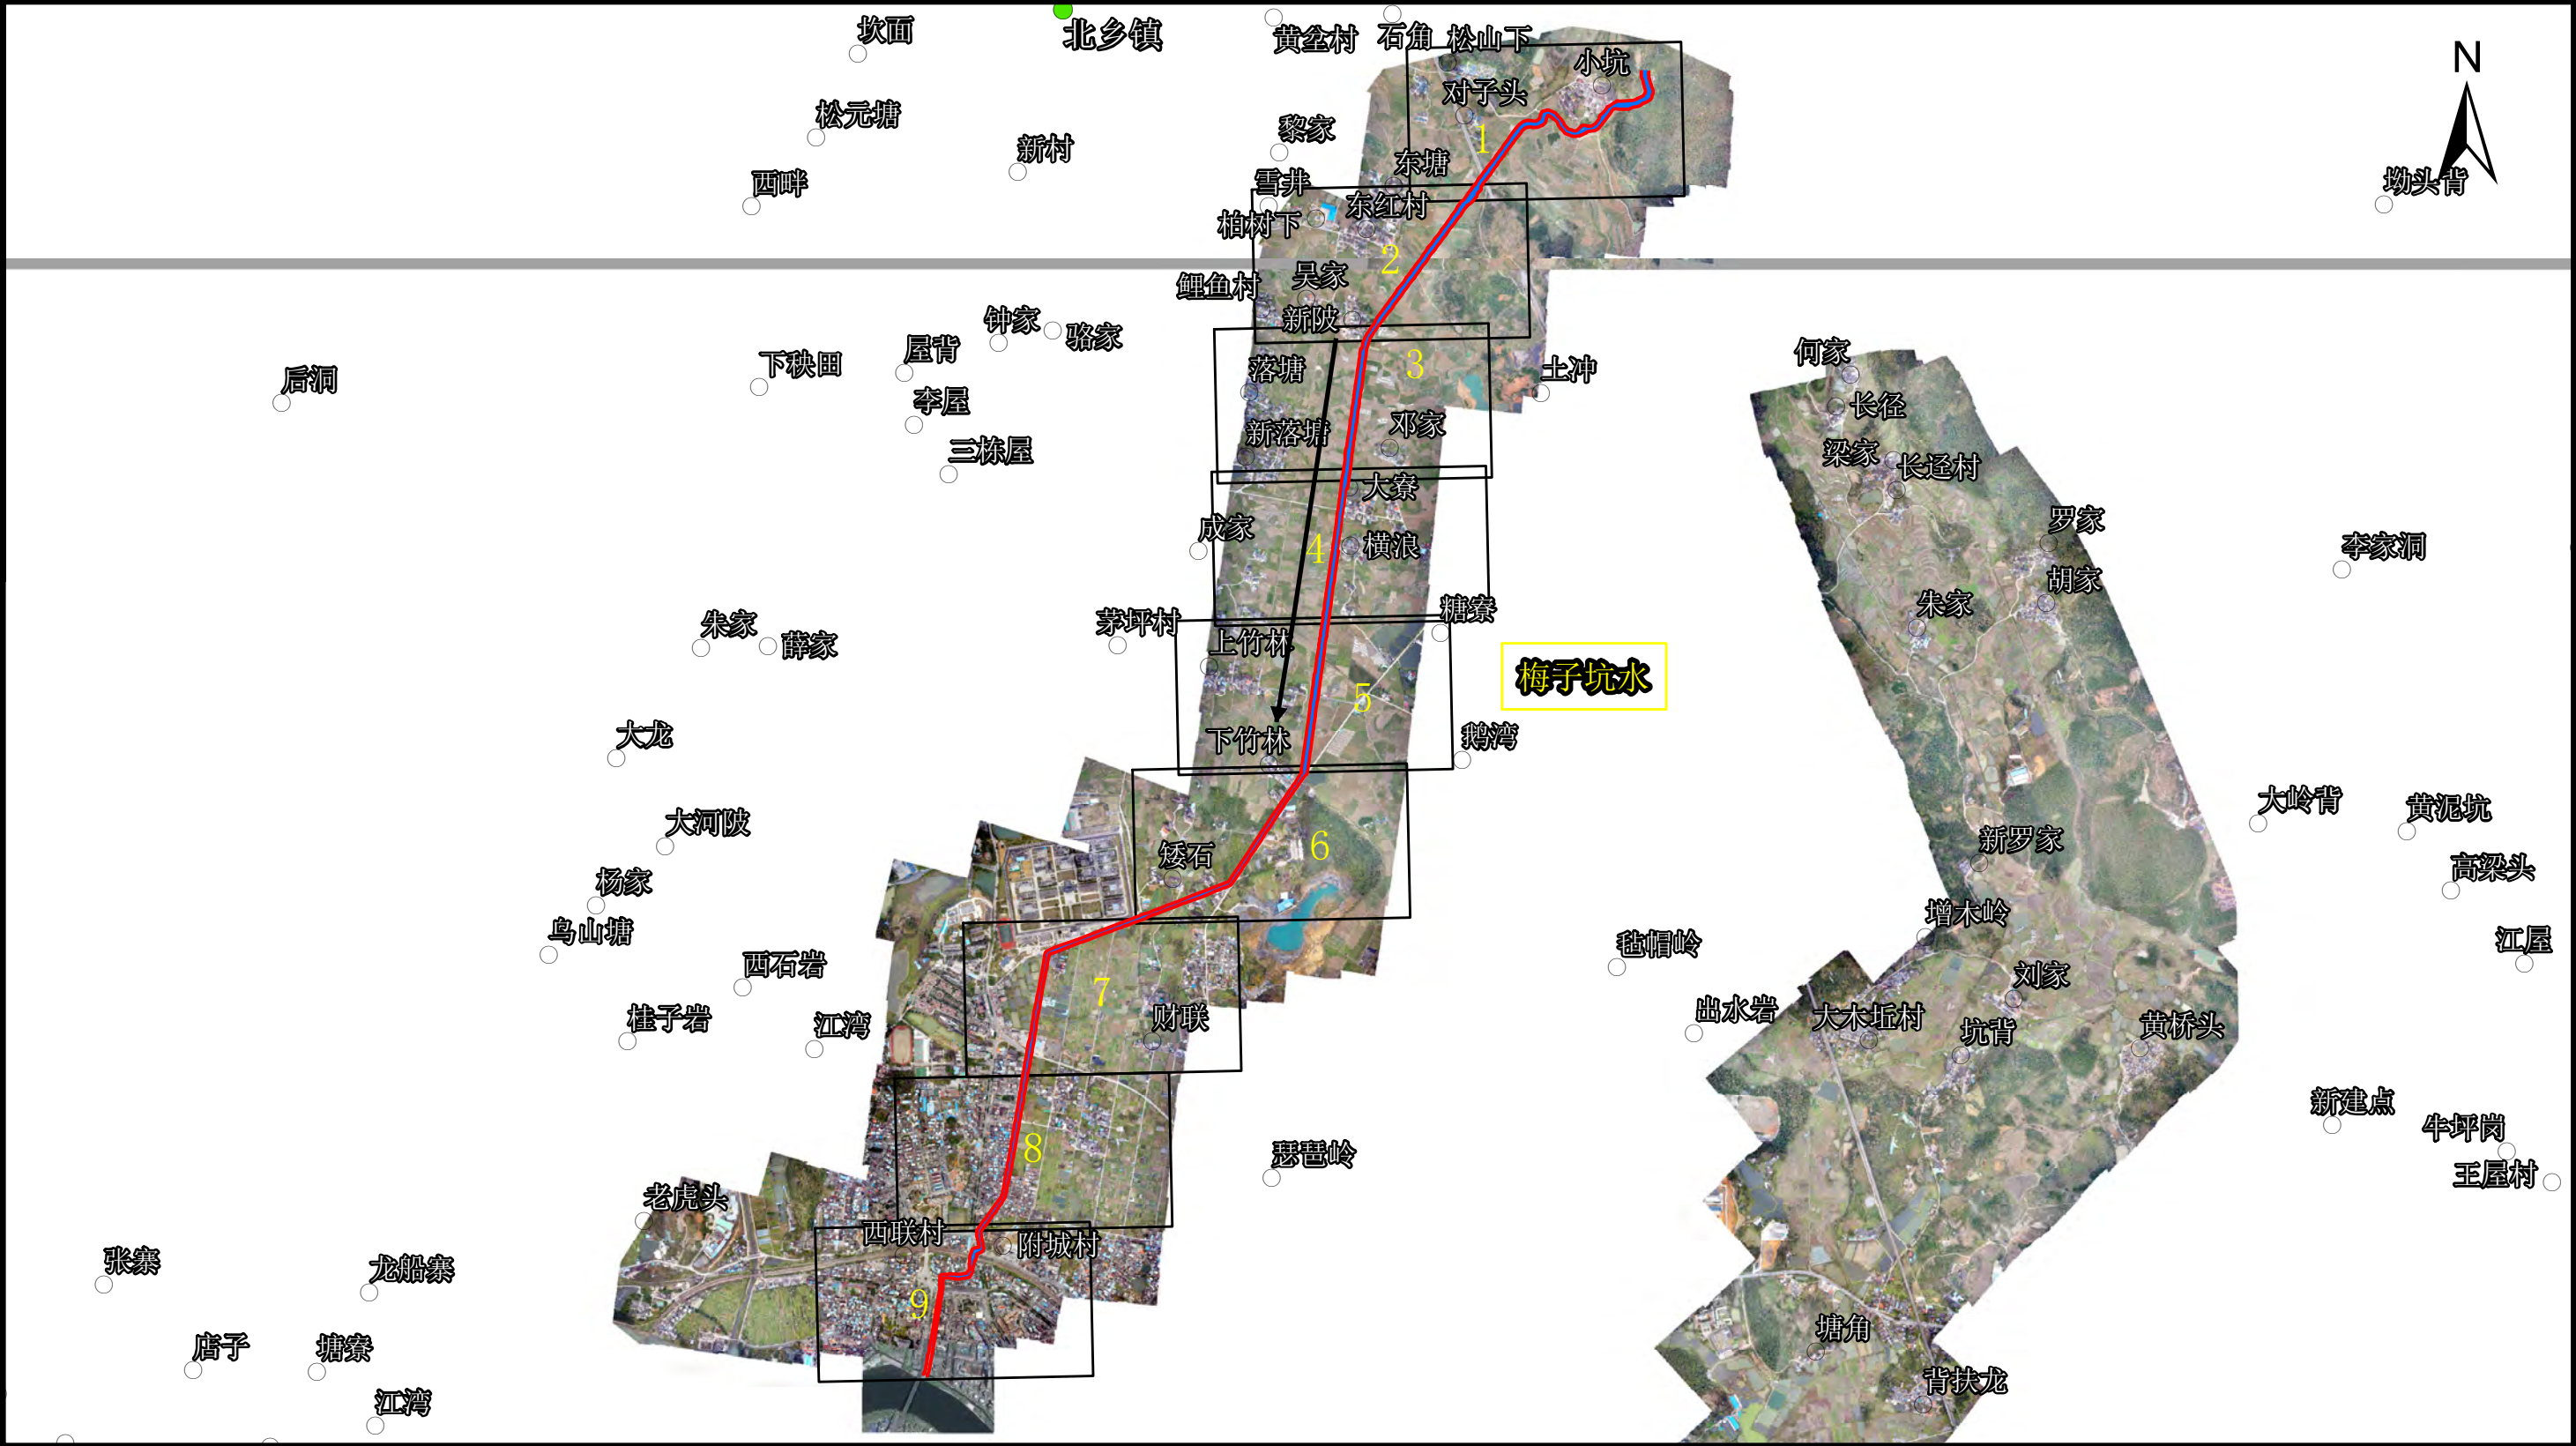 坎面
北乡镇
黄坌村
石角
松山下
N
小坑
对子头
松元塘
黎家
1
新村
东塘
西畔
雪井
坳头背
东红村
柏树下
2
吴家
鲤鱼村
新陂
钟家
骆家
屋背
何家
下秧田
3
落塘
土冲
后洞
李屋
长径
邓家
新落塘
三栋屋
梁家
长迳村
大寮
罗家
成家
4
横浪
李家洞
胡家
朱家
糖寮
茅坪村
朱家
薛家
上竹林
梅子坑水
5
大龙
下竹林
鹅湾
大岭背
黄泥坑
大河陂
新罗家
6
矮石
高梁头
杨家
增木岭
乌山塘
毡帽岭
江屋
西石岩
刘家
7
出水岩
大木坵村
桂子岩
江湾
财联
坑背
黄桥头
新建点
牛坪岗
8
琵琶岭
王屋村
老虎头
西联村
附城村
张寨
龙船寨
9
塘角
店子
塘寮
背扶龙
江湾